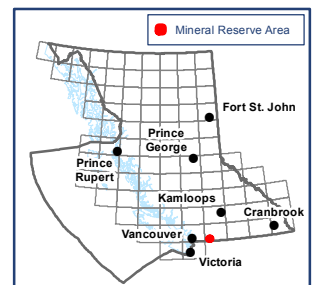 Mineral Reserve Area
Fort St. John
Prince
George
Prince
Rupert
Kamloops
Cranbrook
Vancouver
Victoria